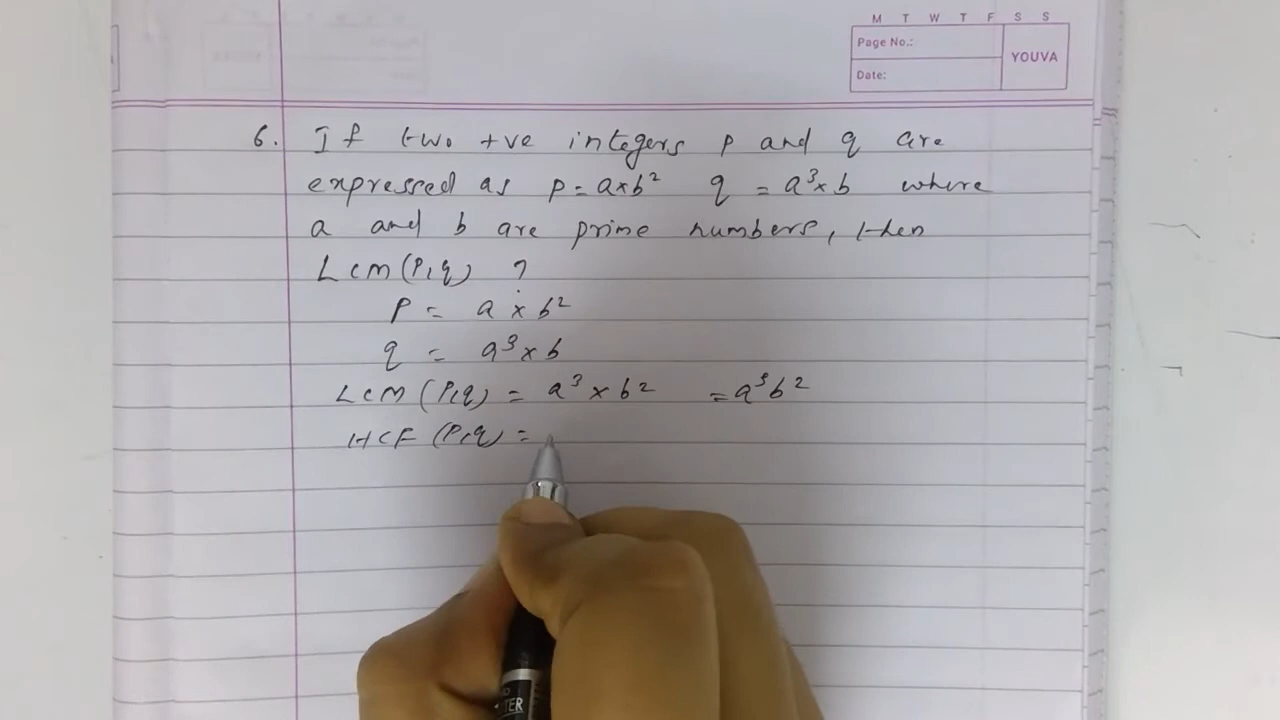 M T W T F S S
Page No.:
YOUVA
Date:
6. If two +ve integers p and q are
expressed as p = a×b² q = a³×b where
a and b are prime numbers, then
LCM(P,q) ?
P = a × b²
q = a³×b
LCM (P,q) = a³ × b² = a³b²
HCF (P,q) =
TER